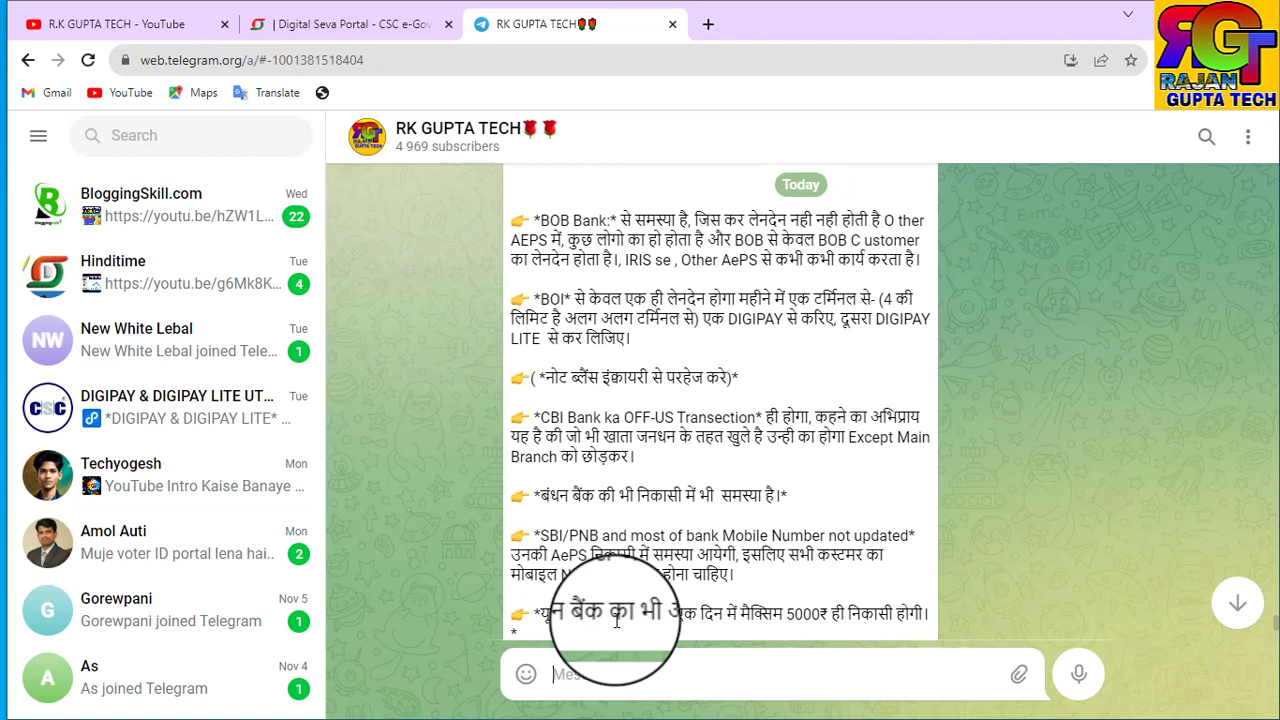 R.K GUPTA TECH - YouTube
| Digital Seva Portal - CSC e-Gov
RK GUPTA TECH🌹🌹
web.telegram.org/a/#-1001381518404
Gmail
YouTube
Maps
Translate
RGT
RAJAN
GUPTA TECH
Search
BloggingSkill.com
Wed
https://youtu.be/hZW1L...
22
Hinditime
Tue
https://youtu.be/g6Mk8K...
4
NW
New White Lebal
Tue
New White Lebal joined Tele...
1
CSC
DIGIPAY & DIGIPAY LITE UT...
Tue
*DIGIPAY & DIGIPAY LITE* ...
Techyogesh
Mon
YouTube Intro Kaise Banaye ...
Amol Auti
Mon
Muje voter ID portal lena hai..
2
G
Gorewpani
Nov 5
Gorewpani joined Telegram
1
A
As
Nov 4
As joined Telegram
1
RK GUPTA TECH🌹🌹
4 969 subscribers
Today
👉 *BOB Bank:* से समस्या है, जिस कर लेनदेन नही नही होती है O ther
AEPS में, कुछ लोगो का हो होता है और BOB से केवल BOB C ustomer
का लेनदेन होता है।, IRIS se , Other AePS से कभी कभी कार्य करता है।
👉 *BOI* से केवल एक ही लेनदेन होगा महीने में एक टर्मिनल से- (4 की
लिमिट है अलग अलग टर्मिनल से) एक DIGIPAY से करिए, दूसरा DIGIPAY
LITE से कर लिजिए।
👉( *नोट ब्लैंस इंक्वायरी से परहेज करे)*
👉 *CBI Bank ka OFF-US Transection* ही होगा, कहने का अभिप्राय
यह है की जो भी खाता जनधन के तहत खुले है उन्ही का होगा Except Main
Branch को छोड़कर।
👉 *बंधन बैंक की भी निकासी में भी समस्या है।*
👉 *SBI/PNB and most of bank Mobile Number not updated*
उनकी AePS निकासी में समस्या आयेगी, इसलिए सभी कस्टमर का
मोबाइल होना चाहिए।
👉 बैंक का भी एक दिन में मैक्सिम 5000₹ ही निकासी होगी।
*